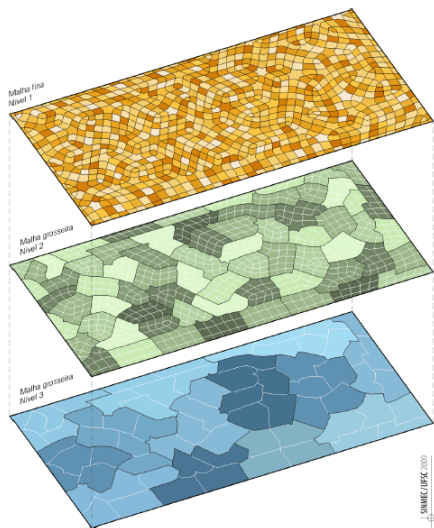 Malha fina
Nível 1
Malha grosseira
Nível 2
Malha grosseira
Nível 3
SINMEC/UFSC 2009